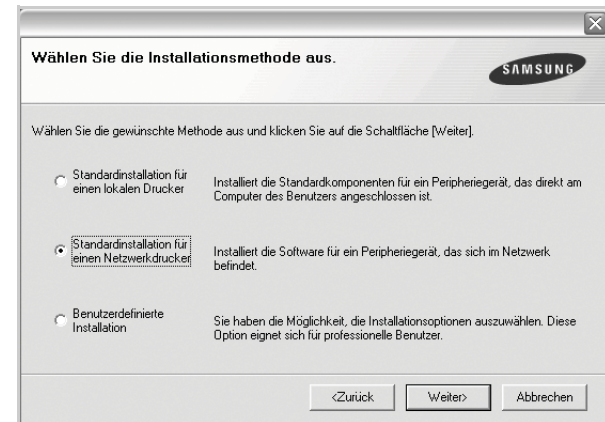 Wählen Sie die Installationsmethode aus.
SAMSUNG
Wählen Sie die gewünschte Methode aus und klicken Sie auf die Schaltfläche [Weiter].
Standardinstallation für
einen lokalen Drucker
Installiert die Standardkomponenten für ein Peripheriegerät, das direkt am
Computer des Benutzers angeschlossen ist.
Standardinstallation für
einen Netzwerkdrucker
Installiert die Software für ein Peripheriegerät, das sich im Netzwerk
befindet.
Benutzerdefinierte
Installation
Sie haben die Möglichkeit, die Installationsoptionen auszuwählen. Diese
Option eignet sich für professionelle Benutzer.
<Zurück
Weiter>
Abbrechen